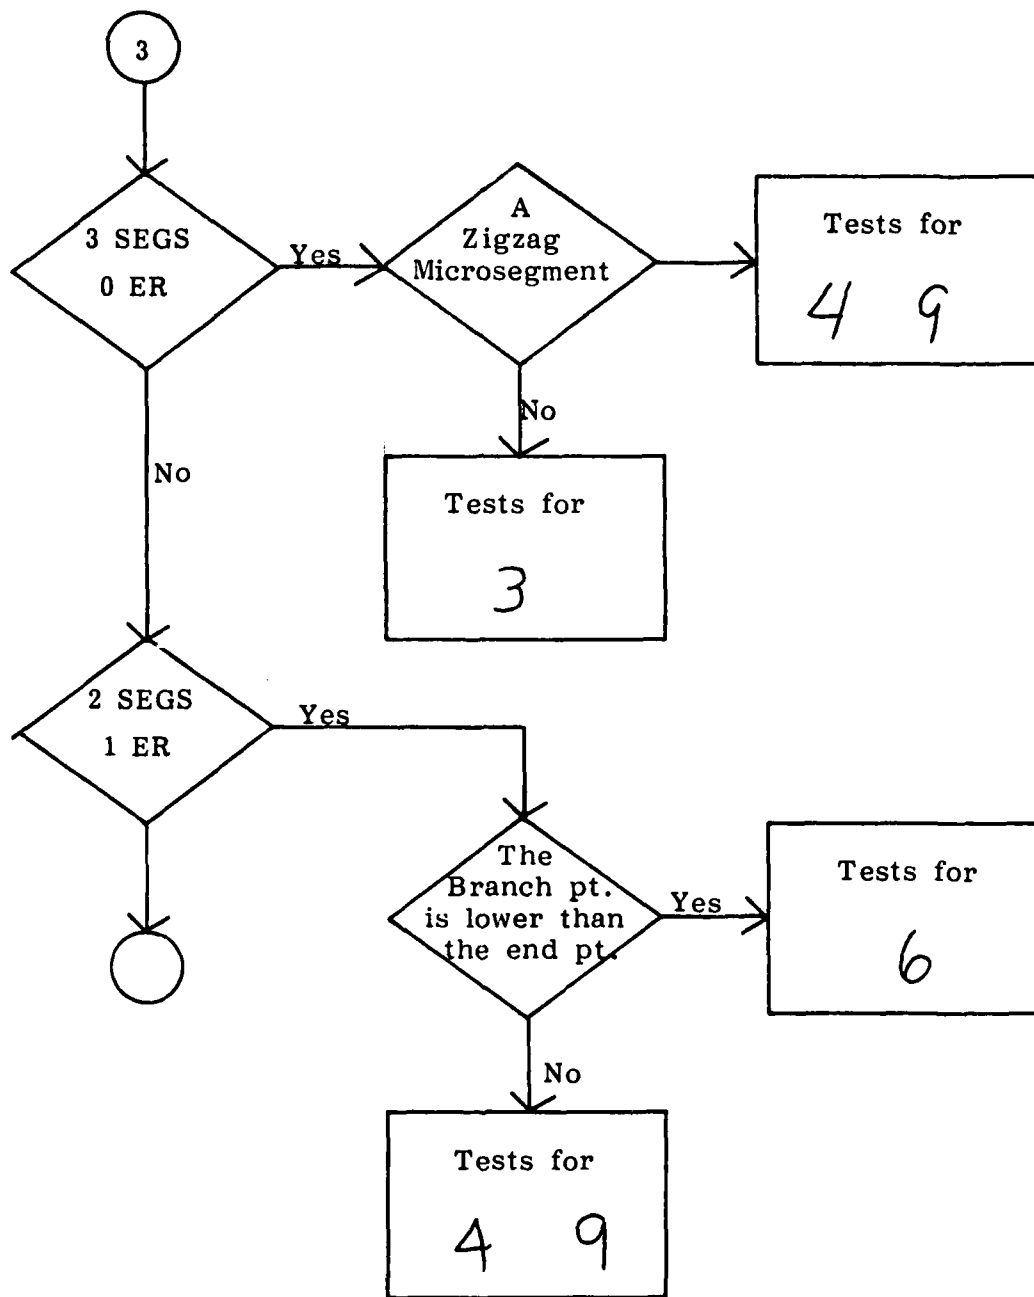 3
3 SEGS
0 ER
Yes
A
Zigzag
Microsegment
Tests for
4 9
No
Tests for
3
No
2 SEGS
1 ER
Yes
The
Branch pt.
is lower than
the end pt.
Yes
Tests for
6
No
Tests for
4 9